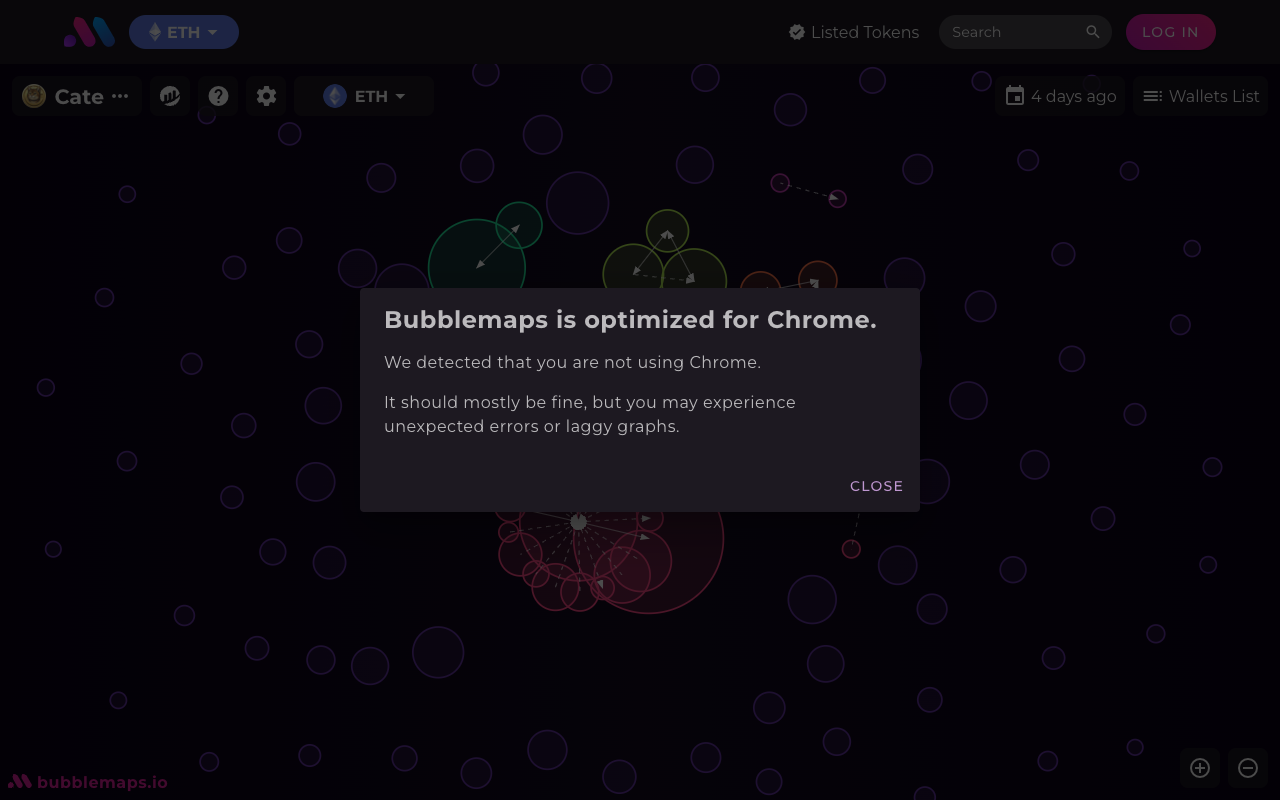 ETH
Listed Tokens
Search
LOG IN
Cate
ETH
4 days ago
Wallets List
Bubblemaps is optimized for Chrome.
We detected that you are not using Chrome.
It should mostly be fine, but you may experience
unexpected errors or laggy graphs.
CLOSE
bubblemaps.io